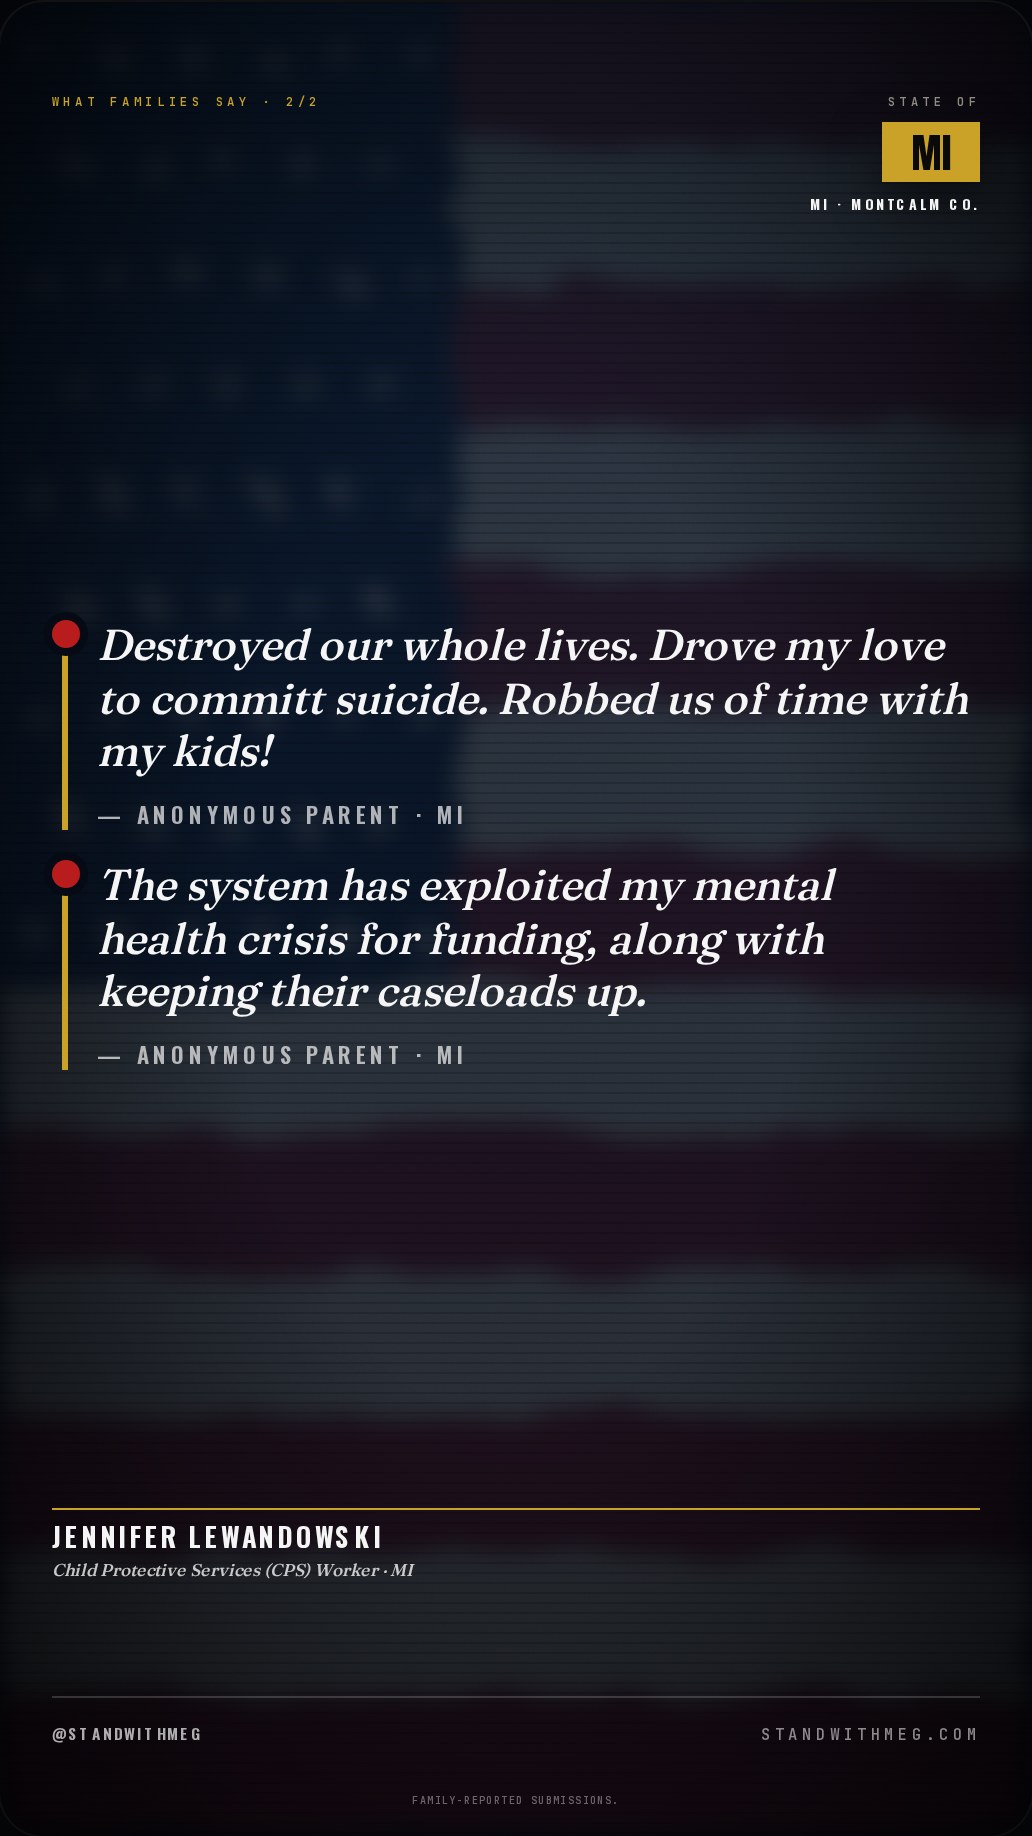 WHAT FAMILIES SAY · 2/2
STATE OF
MI
MI · MONTCALM CO.
Destroyed our whole lives. Drove my love
to committ suicide. Robbed us of time with
my kids!
— ANONYMOUS PARENT · MI
The system has exploited my mental
health crisis for funding, along with
keeping their caseloads up.
— ANONYMOUS PARENT · MI
JENNIFER LEWANDOWSKI
Child Protective Services (CPS) Worker · MI
@STANDWITHMEG
STANDWITHMEG.COM
FAMILY-REPORTED SUBMISSIONS.